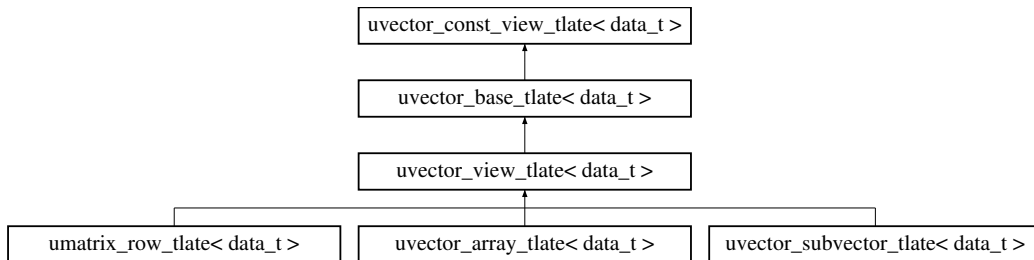 uvector_const_view_tlate< data_t >
uvector_base_tlate< data_t >
uvector_view_tlate< data_t >
umatrix_row_tlate< data_t >
uvector_array_tlate< data_t >
uvector_subvector_tlate< data_t >